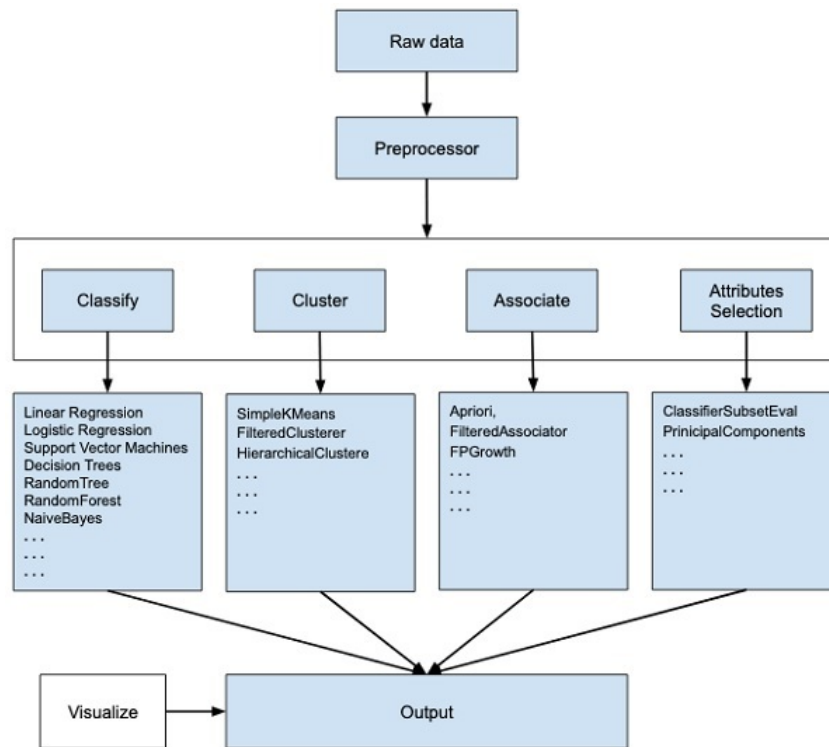 Raw data
Preprocessor
Classify
Cluster
Associate
Attributes
Selection
Linear Regression
Logistic Regression
Support Vector Machines
Decision Trees
RandomTree
RandomForest
NaiveBayes
. . .
. . .
. . .
SimpleKMeans
FilteredClusterer
HierarchicalClustere
. . .
. . .
. . .
Apriori,
FilteredAssociator
FPGrowth
. . .
. . .
. . .
ClassifierSubsetEval
PrinicipalComponents
. . .
. . .
. . .
Visualize
Output